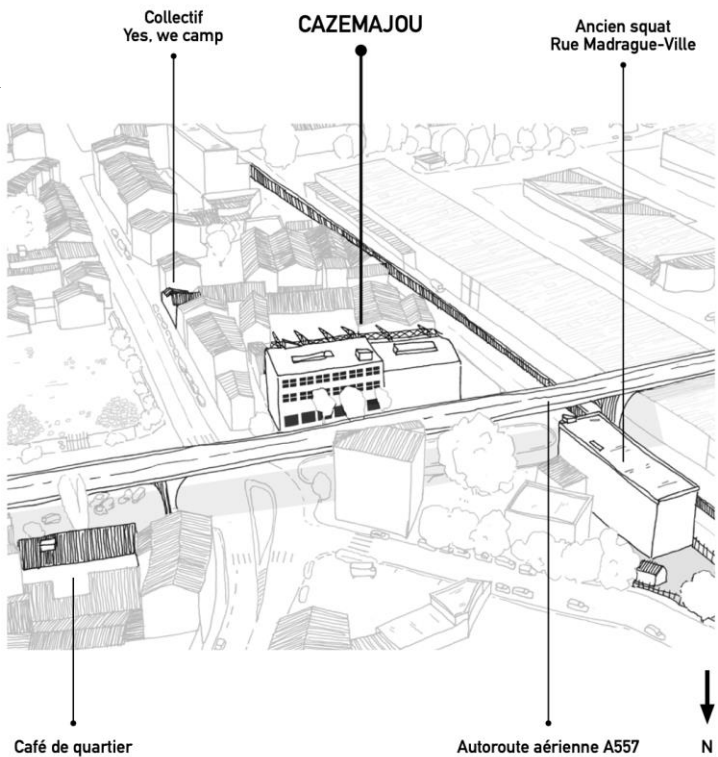 Collectif
Yes, we camp
CAZEMAJOU
Ancien squat
Rue Madrague-Ville
Café de quartier
Autoroute aérienne A557
N